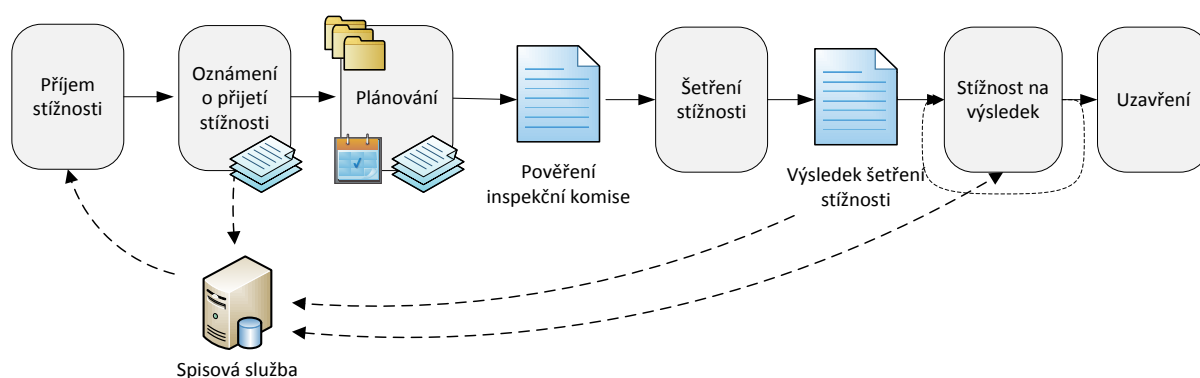 Příjem
stížnosti
Oznámení
o přijetí
stížnosti
Plánování
Pověření
inspekční komise
Šetření
stížnosti
Výsledek šetření
stížnosti
Stížnost na
výsledek
Uzavření
Spisová služba